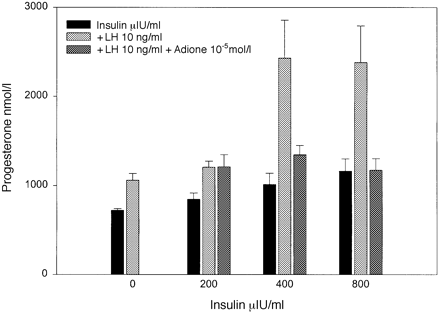 3000
2000
1000
0
Progesterone nmol/l
Insulin µIU/ml
+LH 10 ng/ml
+LH 10 ng/ml + Adione 10⁻⁵mol/l
0 200 400 800
Insulin µIU/ml